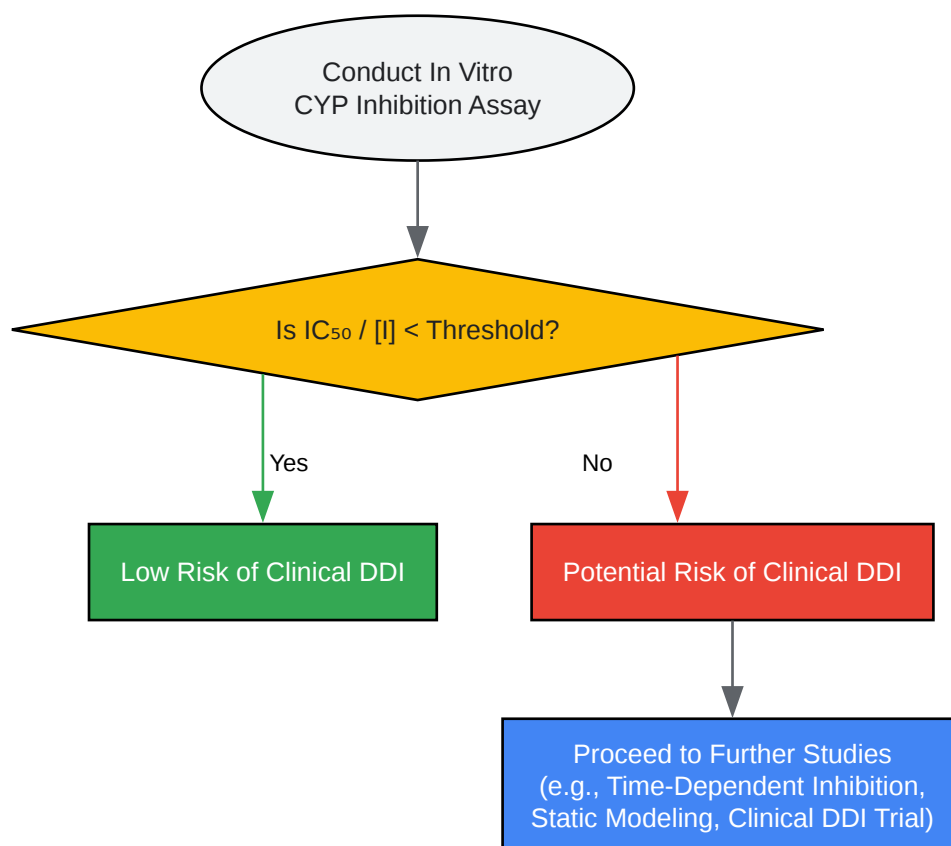 Conduct In Vitro
CYP Inhibition Assay
Is IC₅₀ / [I] < Threshold?
Yes
No
Low Risk of Clinical DDI
Potential Risk of Clinical DDI
Proceed to Further Studies
(e.g., Time-Dependent Inhibition,
Static Modeling, Clinical DDI Trial)